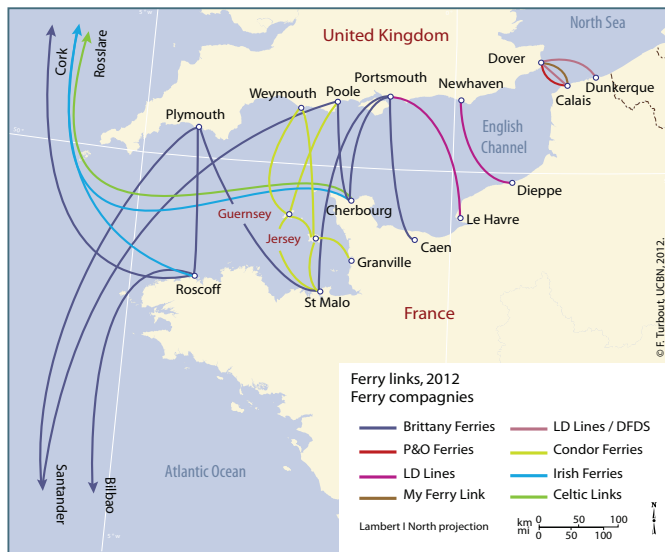 North Sea
United Kingdom
Cork
Rosslare
Dover
Portsmouth
Weymouth
Poole
Newhaven
Dunkerque
Calais
Plymouth
English
Channel
Dieppe
Guernsey
Cherbourg
Le Havre
Jersey
Caen
Granville
Roscoff
St Malo
France
© F. Turbout, UCBN, 2012.
Atlantic Ocean
Santander
Bilbao
Ferry links, 2012
Ferry compagnies
Brittany Ferries
P&O Ferries
LD Lines
My Ferry Link
LD Lines / DFDS
Condor Ferries
Irish Ferries
Celtic Links
Lambert I North projection
km
mi
0 50 100
0 50 100